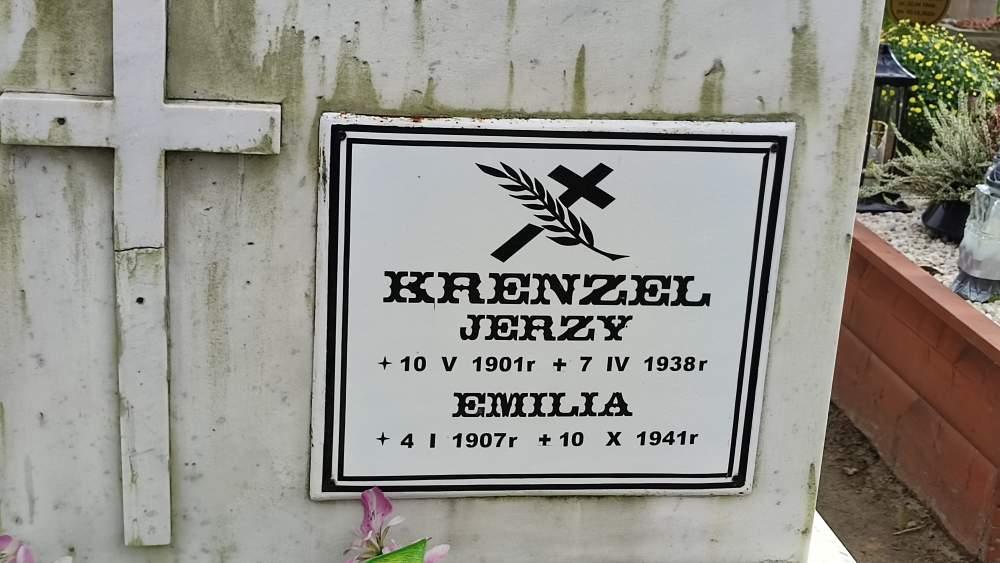 KRENZEL
JERZY
+ 10 V 1901r + 7 IV 1938r
EMILIA
+ 4 I 1907r + 10 X 1941r